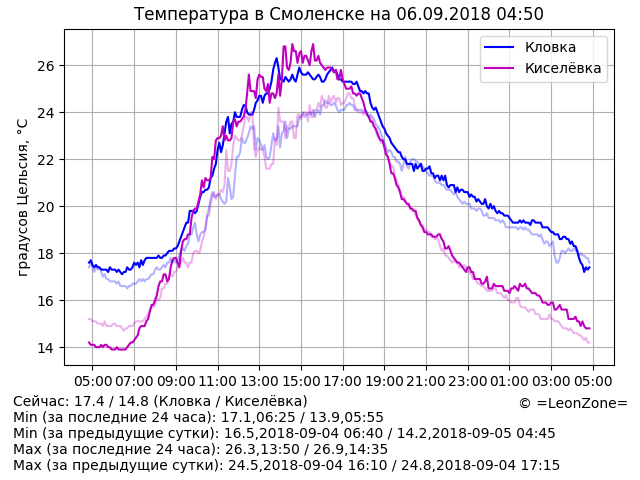 Температура в Смоленске на 06.09.2018 04:50
Кловка
Киселёвка
градусов Цельсия, °C
26
24
22
20
18
16
14
05:00 07:00 09:00 11:00 13:00 15:00 17:00 19:00 21:00 23:00 01:00 03:00 05:00
Сейчас: 17.4 / 14.8 (Кловка / Киселёвка)
© =LeonZone=
Min (за последние 24 часа): 17.1,06:25 / 13.9,05:55
Min (за предыдущие сутки): 16.5,2018-09-04 06:40 / 14.2,2018-09-05 04:45
Max (за последние 24 часа): 26.3,13:50 / 26.9,14:35
Max (за предыдущие сутки): 24.5,2018-09-04 16:10 / 24.8,2018-09-04 17:15